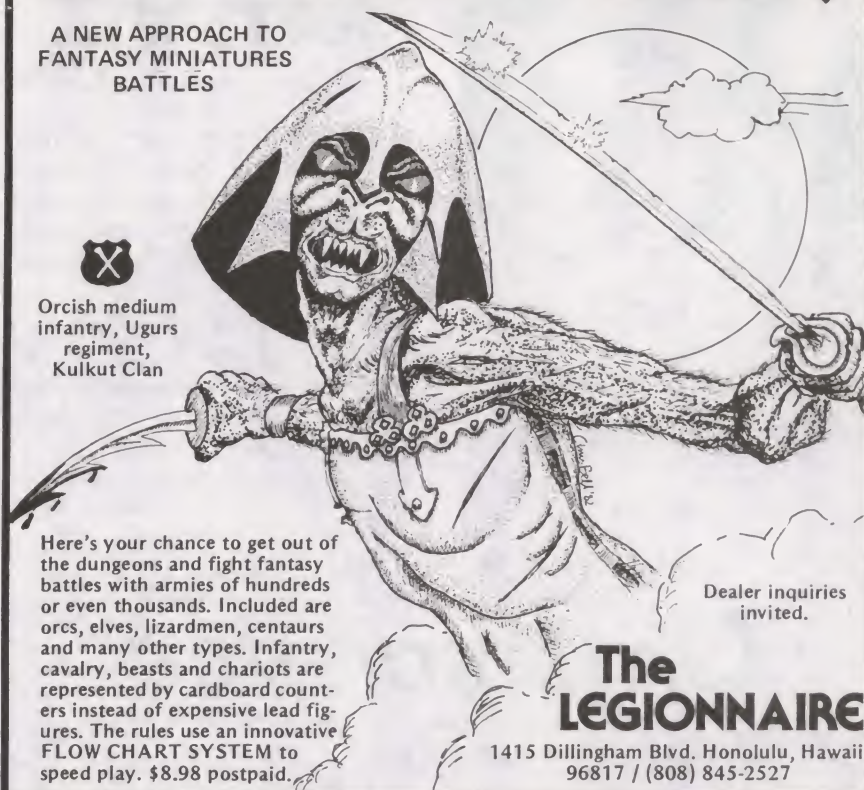 A NEW APPROACH TO
FANTASY MINIATURES
BATTLES
Orcish medium
infantry, Ugurs
regiment,
Kulkut Clan
Here's your chance to get out of
the dungeons and fight fantasy
battles with armies of hundreds
or even thousands. Included are
orcs, elves, lizardmen, centaurs
and many other types. Infantry,
cavalry, beasts and chariots are
represented by cardboard count-
ers instead of expensive lead fig-
ures. The rules use an innovative
FLOW CHART SYSTEM to
speed play. $8.98 postpaid.
Dealer inquiries
invited.
The
LEGIONNAIRE
1415 Dillingham Blvd. Honolulu, Hawaii
96817 / (808) 845-2527